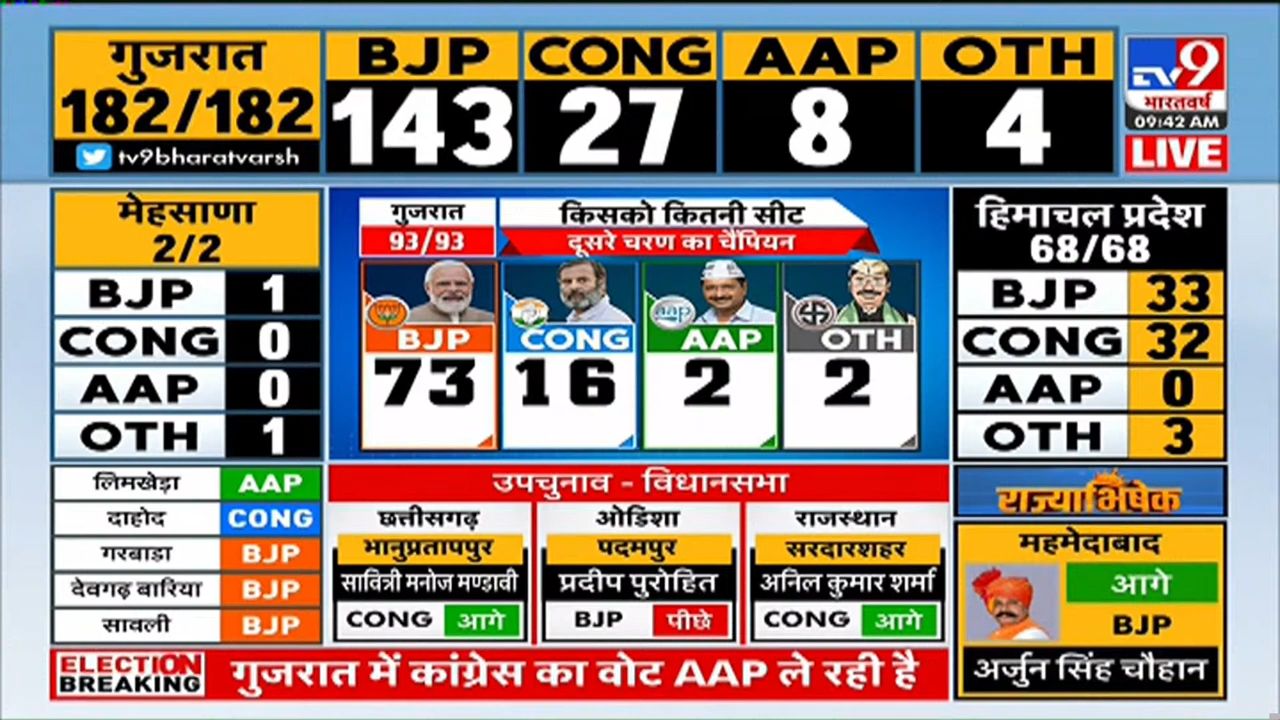 गुजरात
182/182
tv9bharatvarsh
BJP
143
CONG
27
AAP
8
OTH
4
TV9
भारतवर्ष
09:42 AM
LIVE
मेहसाणा
2/2
BJP 1
CONG 0
AAP 0
OTH 1
गुजरात
93/93
किसको कितनी सीट
दूसरे चरण का चैंपियन
aap
BJP
73
CONG
16
AAP
2
OTH
2
हिमाचल प्रदेश
68/68
BJP 33
CONG 32
AAP 0
OTH 3
लिमखेड़ा AAP
दाहोद CONG
गरबाडा BJP
देवगढ़ बारिया BJP
सावली BJP
उपचुनाव - विधानसभा
छत्तीसगढ़
भानुप्रतापपुर
सावित्री मनोज मण्डावी
CONG आगे
ओडिशा
पदमपुर
प्रदीप पुरोहित
BJP पीछे
राजस्थान
सरदारशहर
अनिल कुमार शर्मा
CONG आगे
राज्याभिषेक
महमेदाबाद
आगे
BJP
अर्जुन सिंह चौहान
ELECTION
BREAKING
गुजरात में कांग्रेस का वोट AAP ले रही है